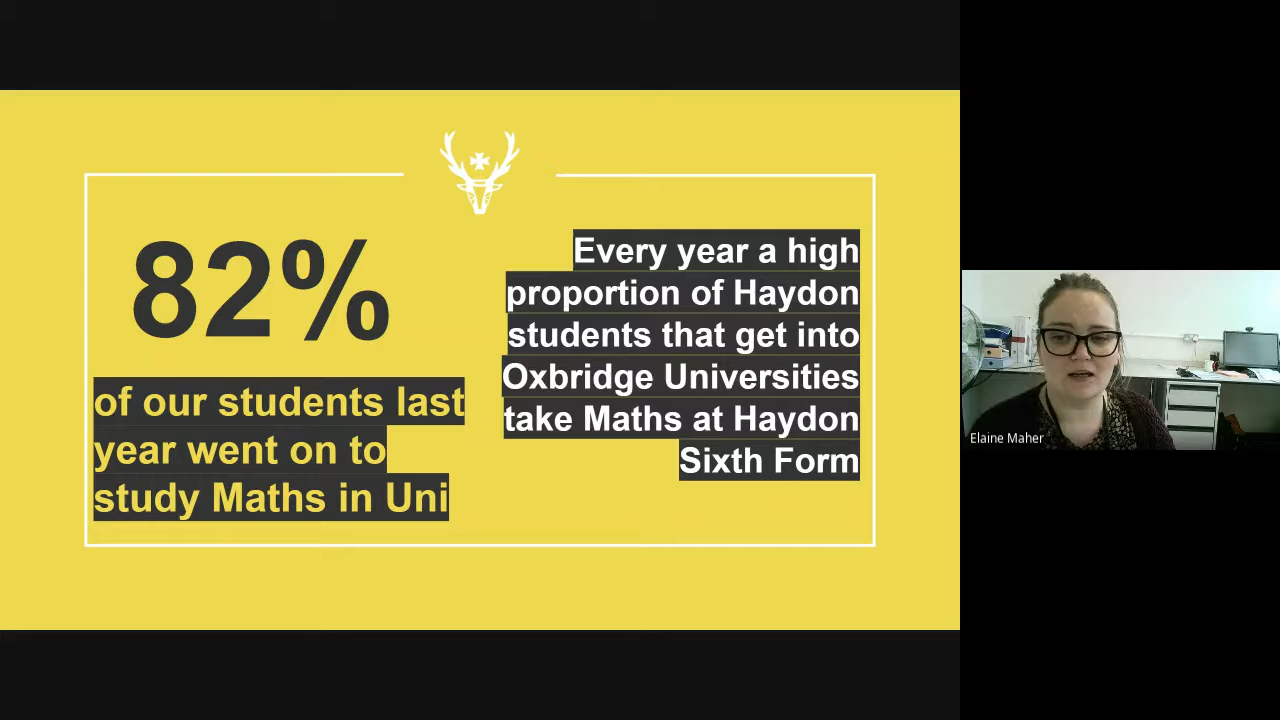 82%
of our students last
year went on to
study Maths in Uni
Every year a high
proportion of Haydon
students that get into
Oxbridge Universities
take Maths at Haydon
Sixth Form
Elaine Maher